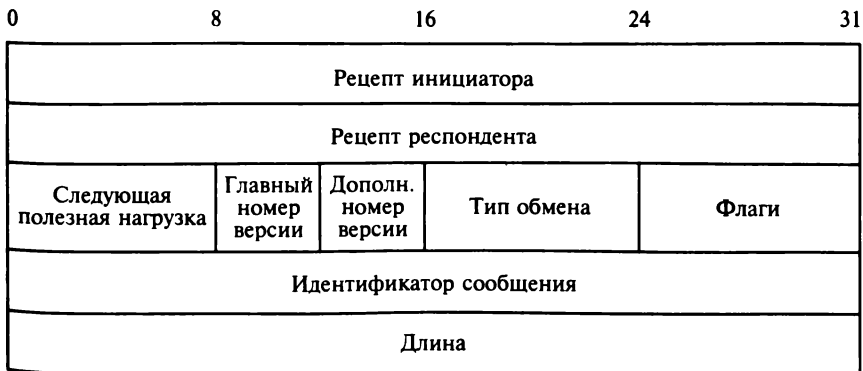 0 8 16 24 31
Рецепт инициатора
Рецепт респондента
Следующая
полезная нагрузка
Главный
номер
версии
Дополн.
номер
версии
Тип обмена
Флаги
Идентификатор сообщения
Длина